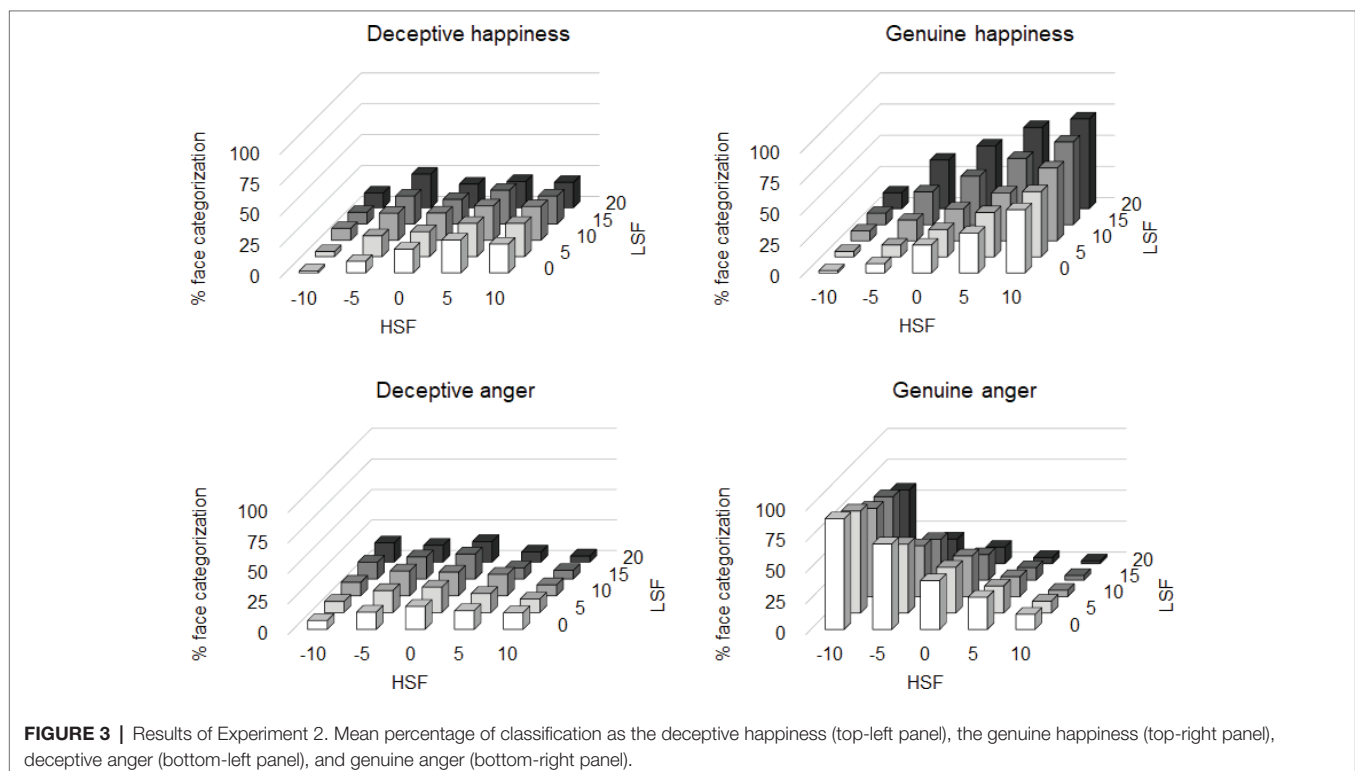 Deceptive happiness
% face categorization
100
75
50
25
0
-10 -5 0 5 10
HSF
0 5 10 15 20
LSF
Genuine happiness
% face categorization
100
75
50
25
0
-10 -5 0 5 10
HSF
0 5 10 15 20
LSF
Deceptive anger
% face categorization
100
75
50
25
0
-10 -5 0 5 10
HSF
0 5 10 15 20
LSF
Genuine anger
% face categorization
100
75
50
25
0
-10 -5 0 5 10
HSF
0 5 10 15 20
LSF
FIGURE 3 | Results of Experiment 2. Mean percentage of classification as the deceptive happiness (top-left panel), the genuine happiness (top-right panel),
deceptive anger (bottom-left panel), and genuine anger (bottom-right panel).